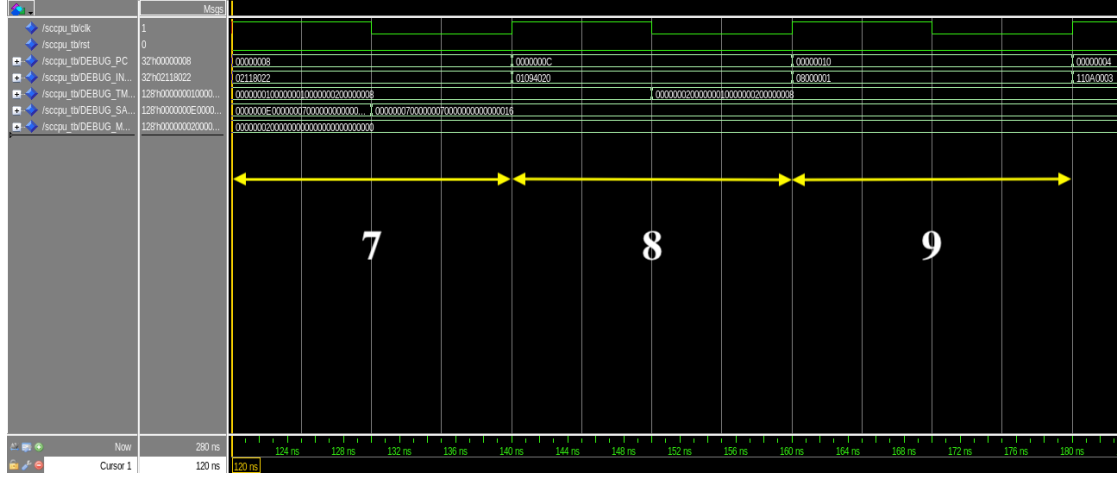 Msgs
/sccpu_tb/clk 1
/sccpu_tb/rst 0
/sccpu_tb/DEBUG_PC 32'h00000008 00000008 0000000C 00000010 00000004
/sccpu_tb/DEBUG_IN... 32'h02118022 02118022 01094020 08000001 110A0003
/sccpu_tb/DEBUG_TM... 128'h000000010000... 00000001000000010000000200000008 00000002000000010000000200000008
/sccpu_tb/DEBUG_SA... 128'h0000000E0000... 0000000E00000007000000000000... 00000007000000070000000000000016
/sccpu_tb/DEBUG_M... 128'h000000020000... 00000002000000000000000000000000
7 8 9
Now 280 ns 124 ns 128 ns 132 ns 136 ns 140 ns 144 ns 148 ns 152 ns 156 ns 160 ns 164 ns 168 ns 172 ns 176 ns 180 ns
Cursor 1 120 ns 120 ns